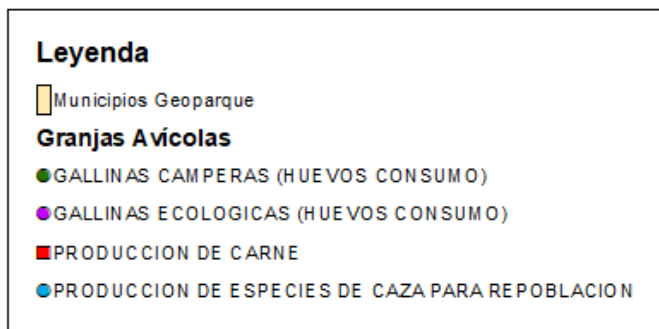 Leyenda
Municipios Geoparque
Granjas Avícolas
GALLINAS CAMPERAS (HUEVOS CONSUMO)
GALLINAS ECOLOGICAS (HUEVOS CONSUMO)
PRODUCCION DE CARNE
PRODUCCION DE ESPECIES DE CAZA PARA REPOBLACION